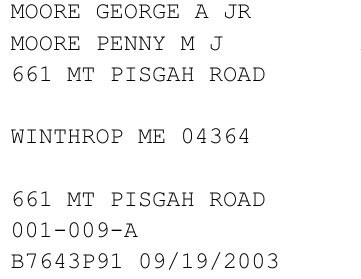 MOORE GEORGE A JR
MOORE PENNY M J
661 MT PISGAH ROAD
WINTHROP ME 04364
661 MT PISGAH ROAD
001-009-A
B7643P91 09/19/2003